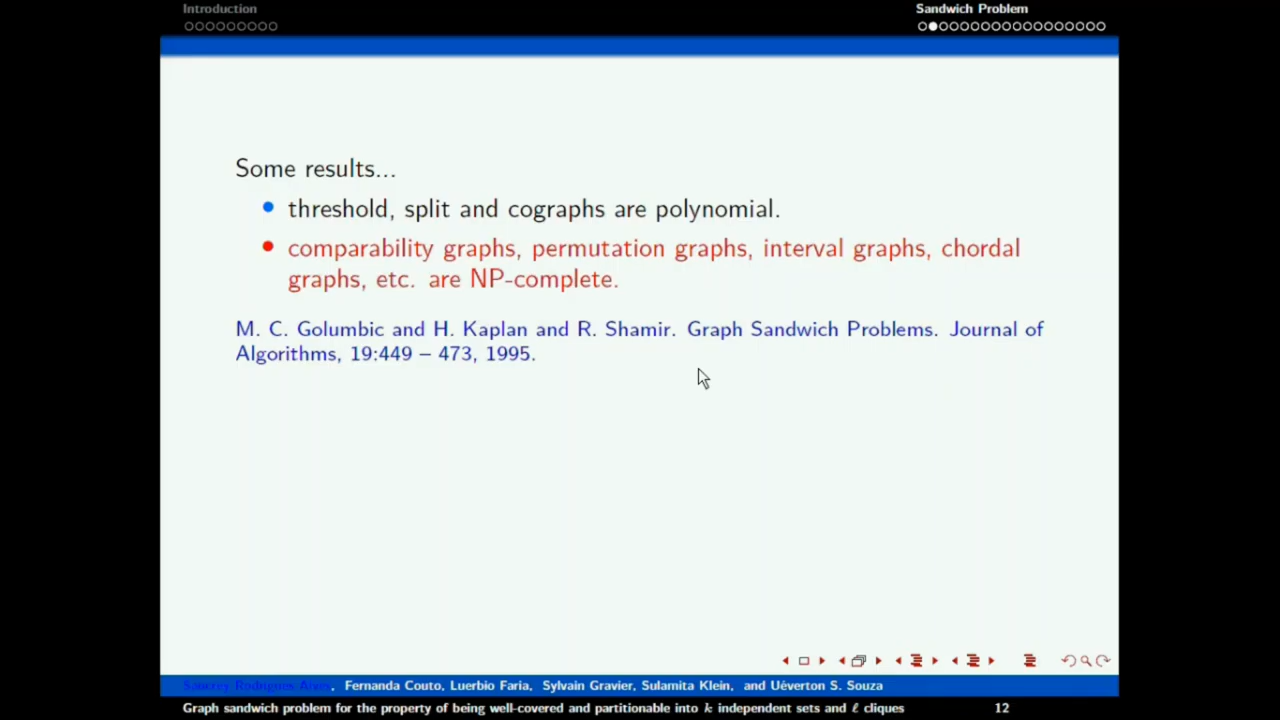 Introduction
Sandwich Problem
Some results...
threshold, split and cographs are polynomial.
comparability graphs, permutation graphs, interval graphs, chordal
graphs, etc. are NP-complete.
M. C. Golumbic and H. Kaplan and R. Shamir. Graph Sandwich Problems. Journal of
Algorithms, 19:449 – 473, 1995.
Sancrey Rodrigues Alves, Fernanda Couto, Luerbio Faria, Sylvain Gravier, Sulamita Klein, and Uéverton S. Souza
Graph sandwich problem for the property of being well-covered and partitionable into k independent sets and ℓ cliques 12